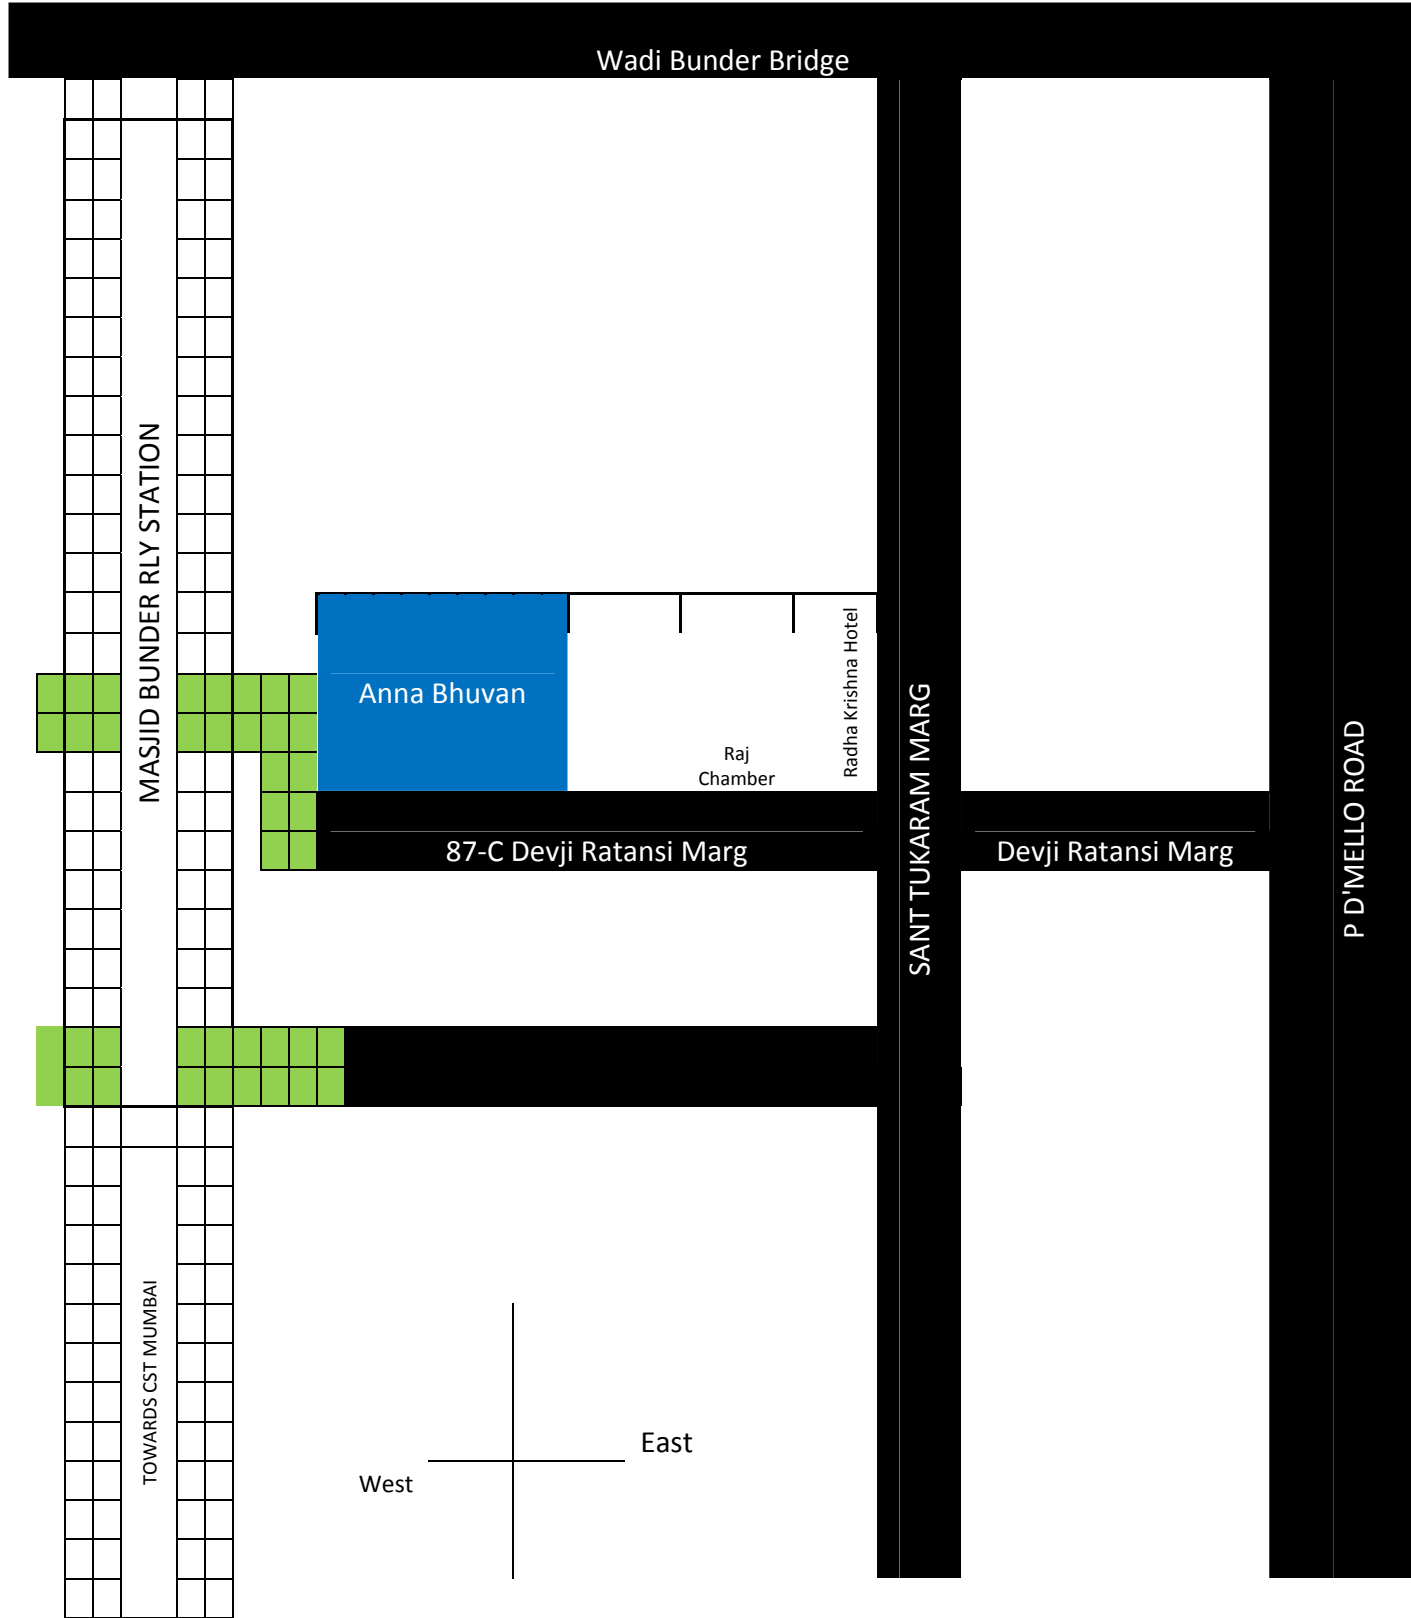 Wadi Bunder Bridge
MASJID BUNDER RLY STATION
Anna Bhuvan
Raj
Chamber
Radha Krishna Hotel
SANT TUKARAM MARG
P D'MELLO ROAD
87-C Devji Ratansi Marg
Devji Ratansi Marg
TOWARDS CST MUMBAI
East
West